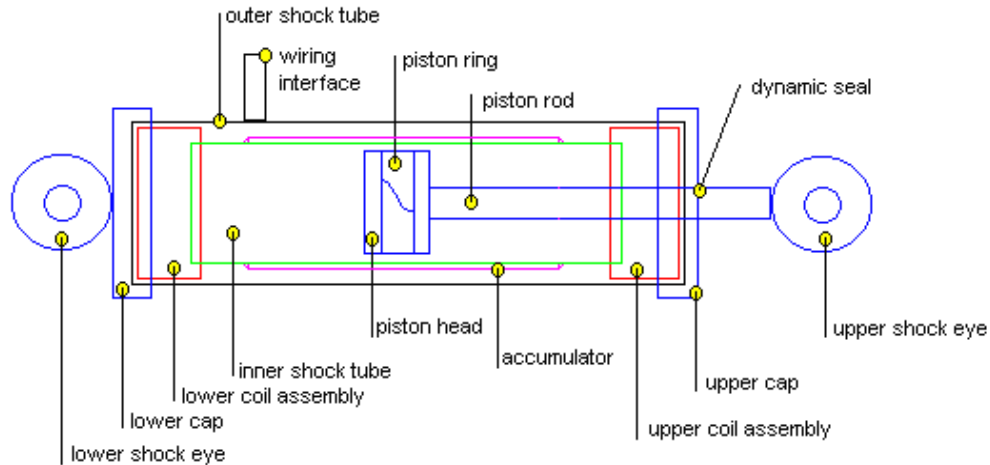 outer shock tube
wiring
interface
piston ring
piston rod
dynamic seal
piston head
upper shock eye
accumulator
inner shock tube
upper cap
lower coil assembly
lower cap
upper coil assembly
lower shock eye